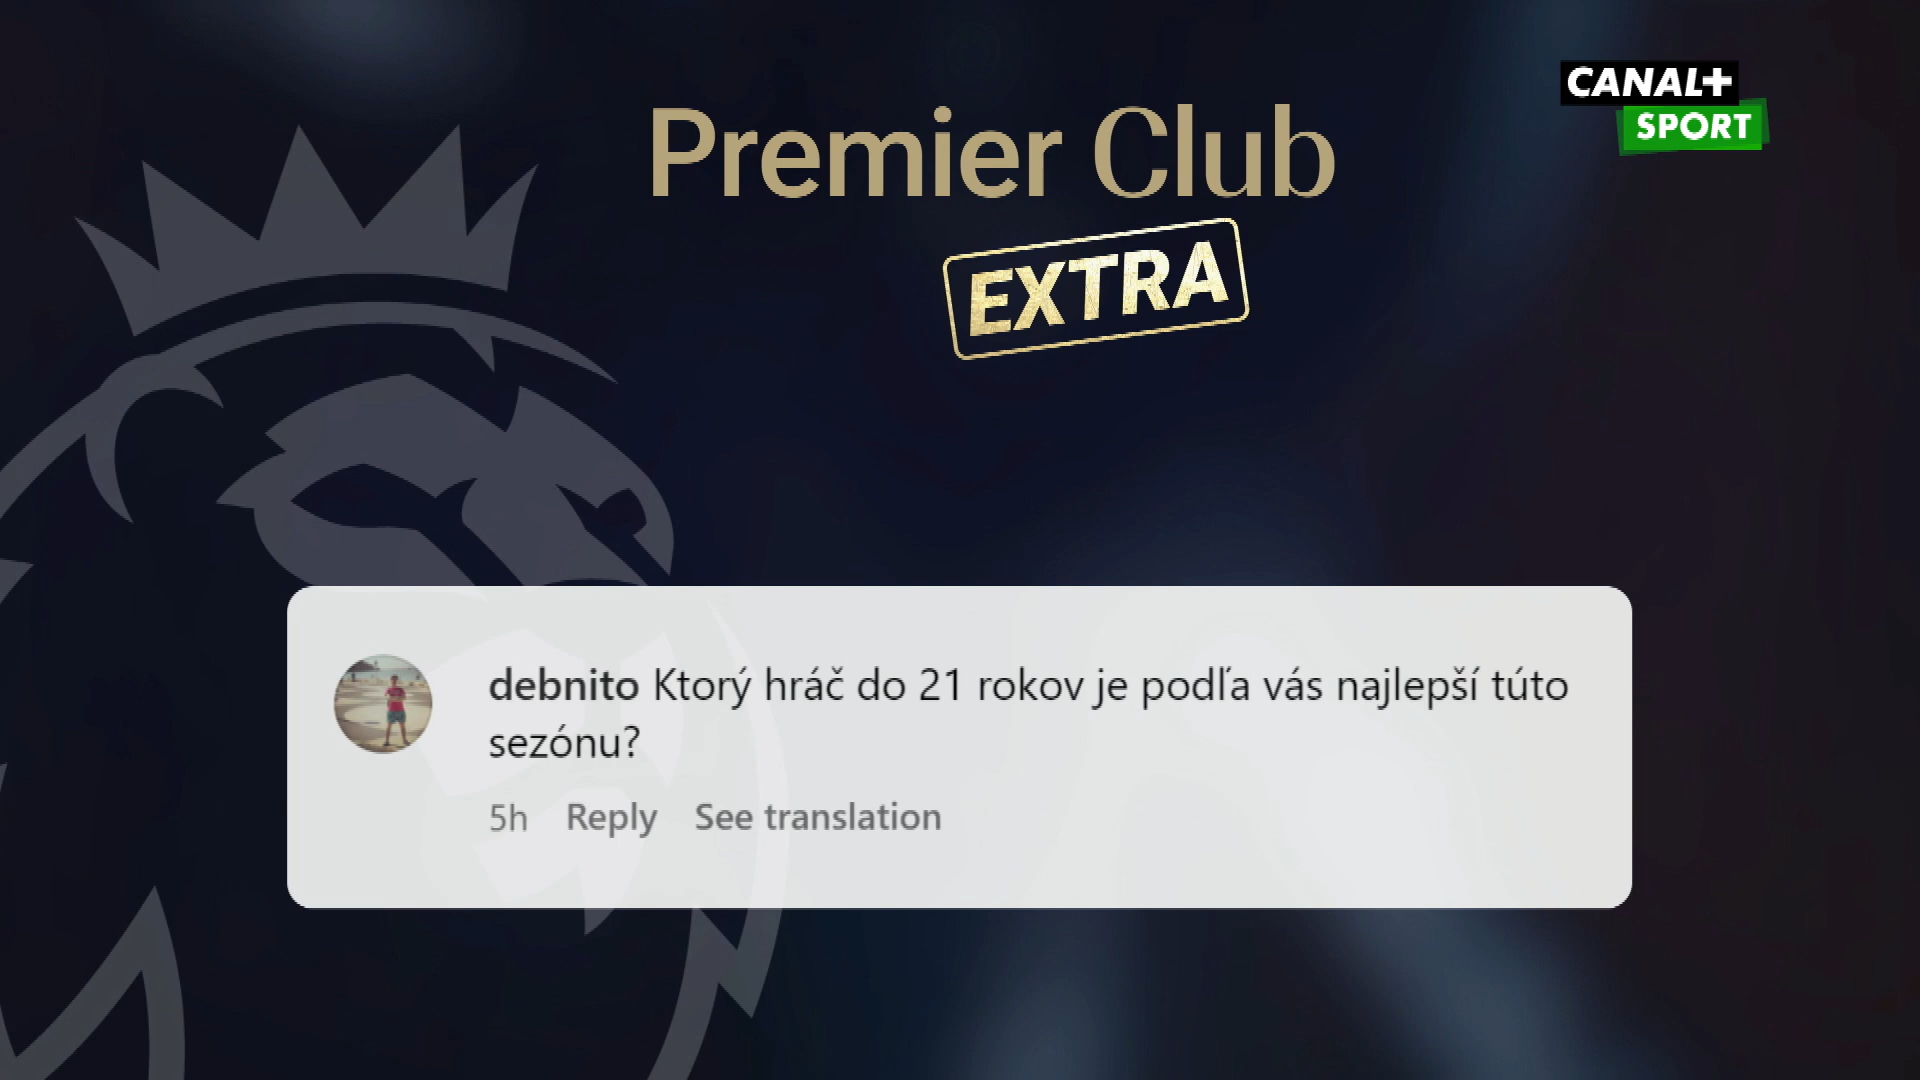 CANAL+
SPORT
Premier Club
EXTRA
debnito Ktorý hráč do 21 rokov je podľa vás najlepší túto
sezónu?
5h Reply See translation